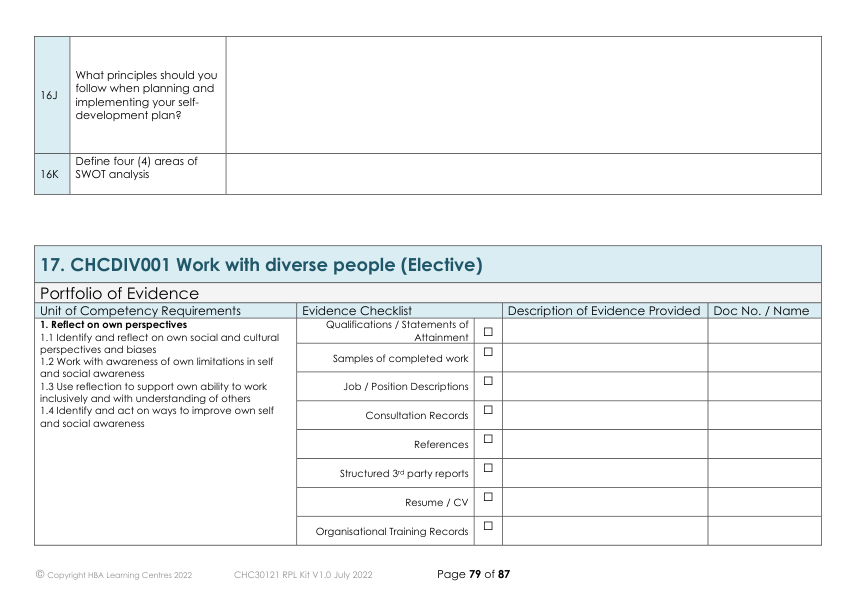 16J
What principles should you
follow when planning and
implementing your self-
development plan?
16K
Define four (4) areas of
SWOT analysis
17. CHCDIV001 Work with diverse people (Elective)
Portfolio of Evidence
Unit of Competency Requirements
Evidence Checklist
Description of Evidence Provided
Doc No. / Name
1. Reflect on own perspectives
1.1 Identify and reflect on own social and cultural
perspectives and biases
1.2 Work with awareness of own limitations in self
and social awareness
1.3 Use reflection to support own ability to work
inclusively and with understanding of others
1.4 Identify and act on ways to improve own self
and social awareness
Qualifications / Statements of
Attainment
☐
Samples of completed work
☐
Job / Position Descriptions
☐
Consultation Records
☐
References
☐
Structured 3rd party reports
☐
Resume / CV
☐
Organisational Training Records
☐
© Copyright HBA Learning Centres 2022
CHC30121 RPL Kit V1.0 July 2022
Page 79 of 87